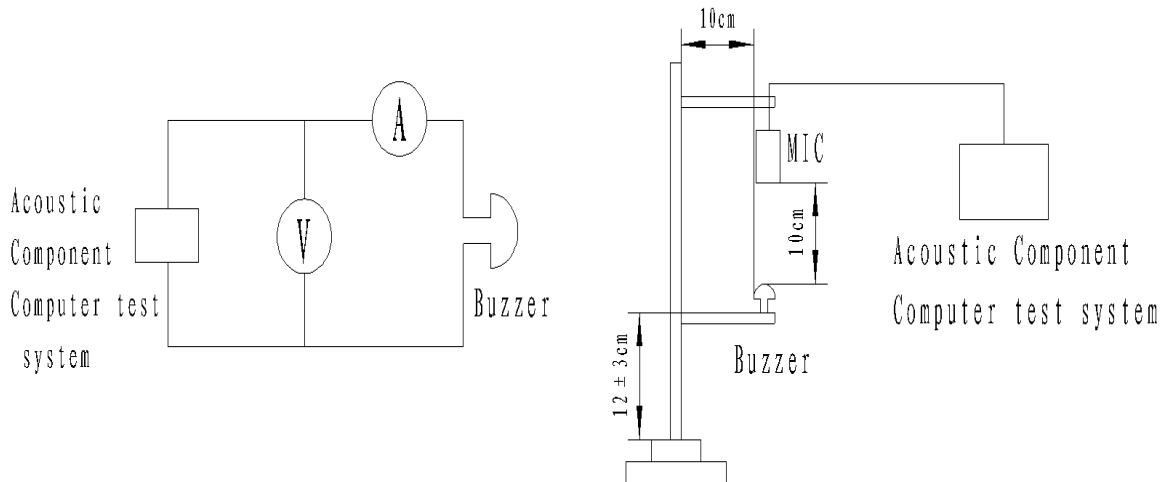 A
V
Acoustic
Component
Computer test
system
Buzzer
10cm
MIC
10cm
Buzzer
12±3cm
Acoustic Component
Computer test system